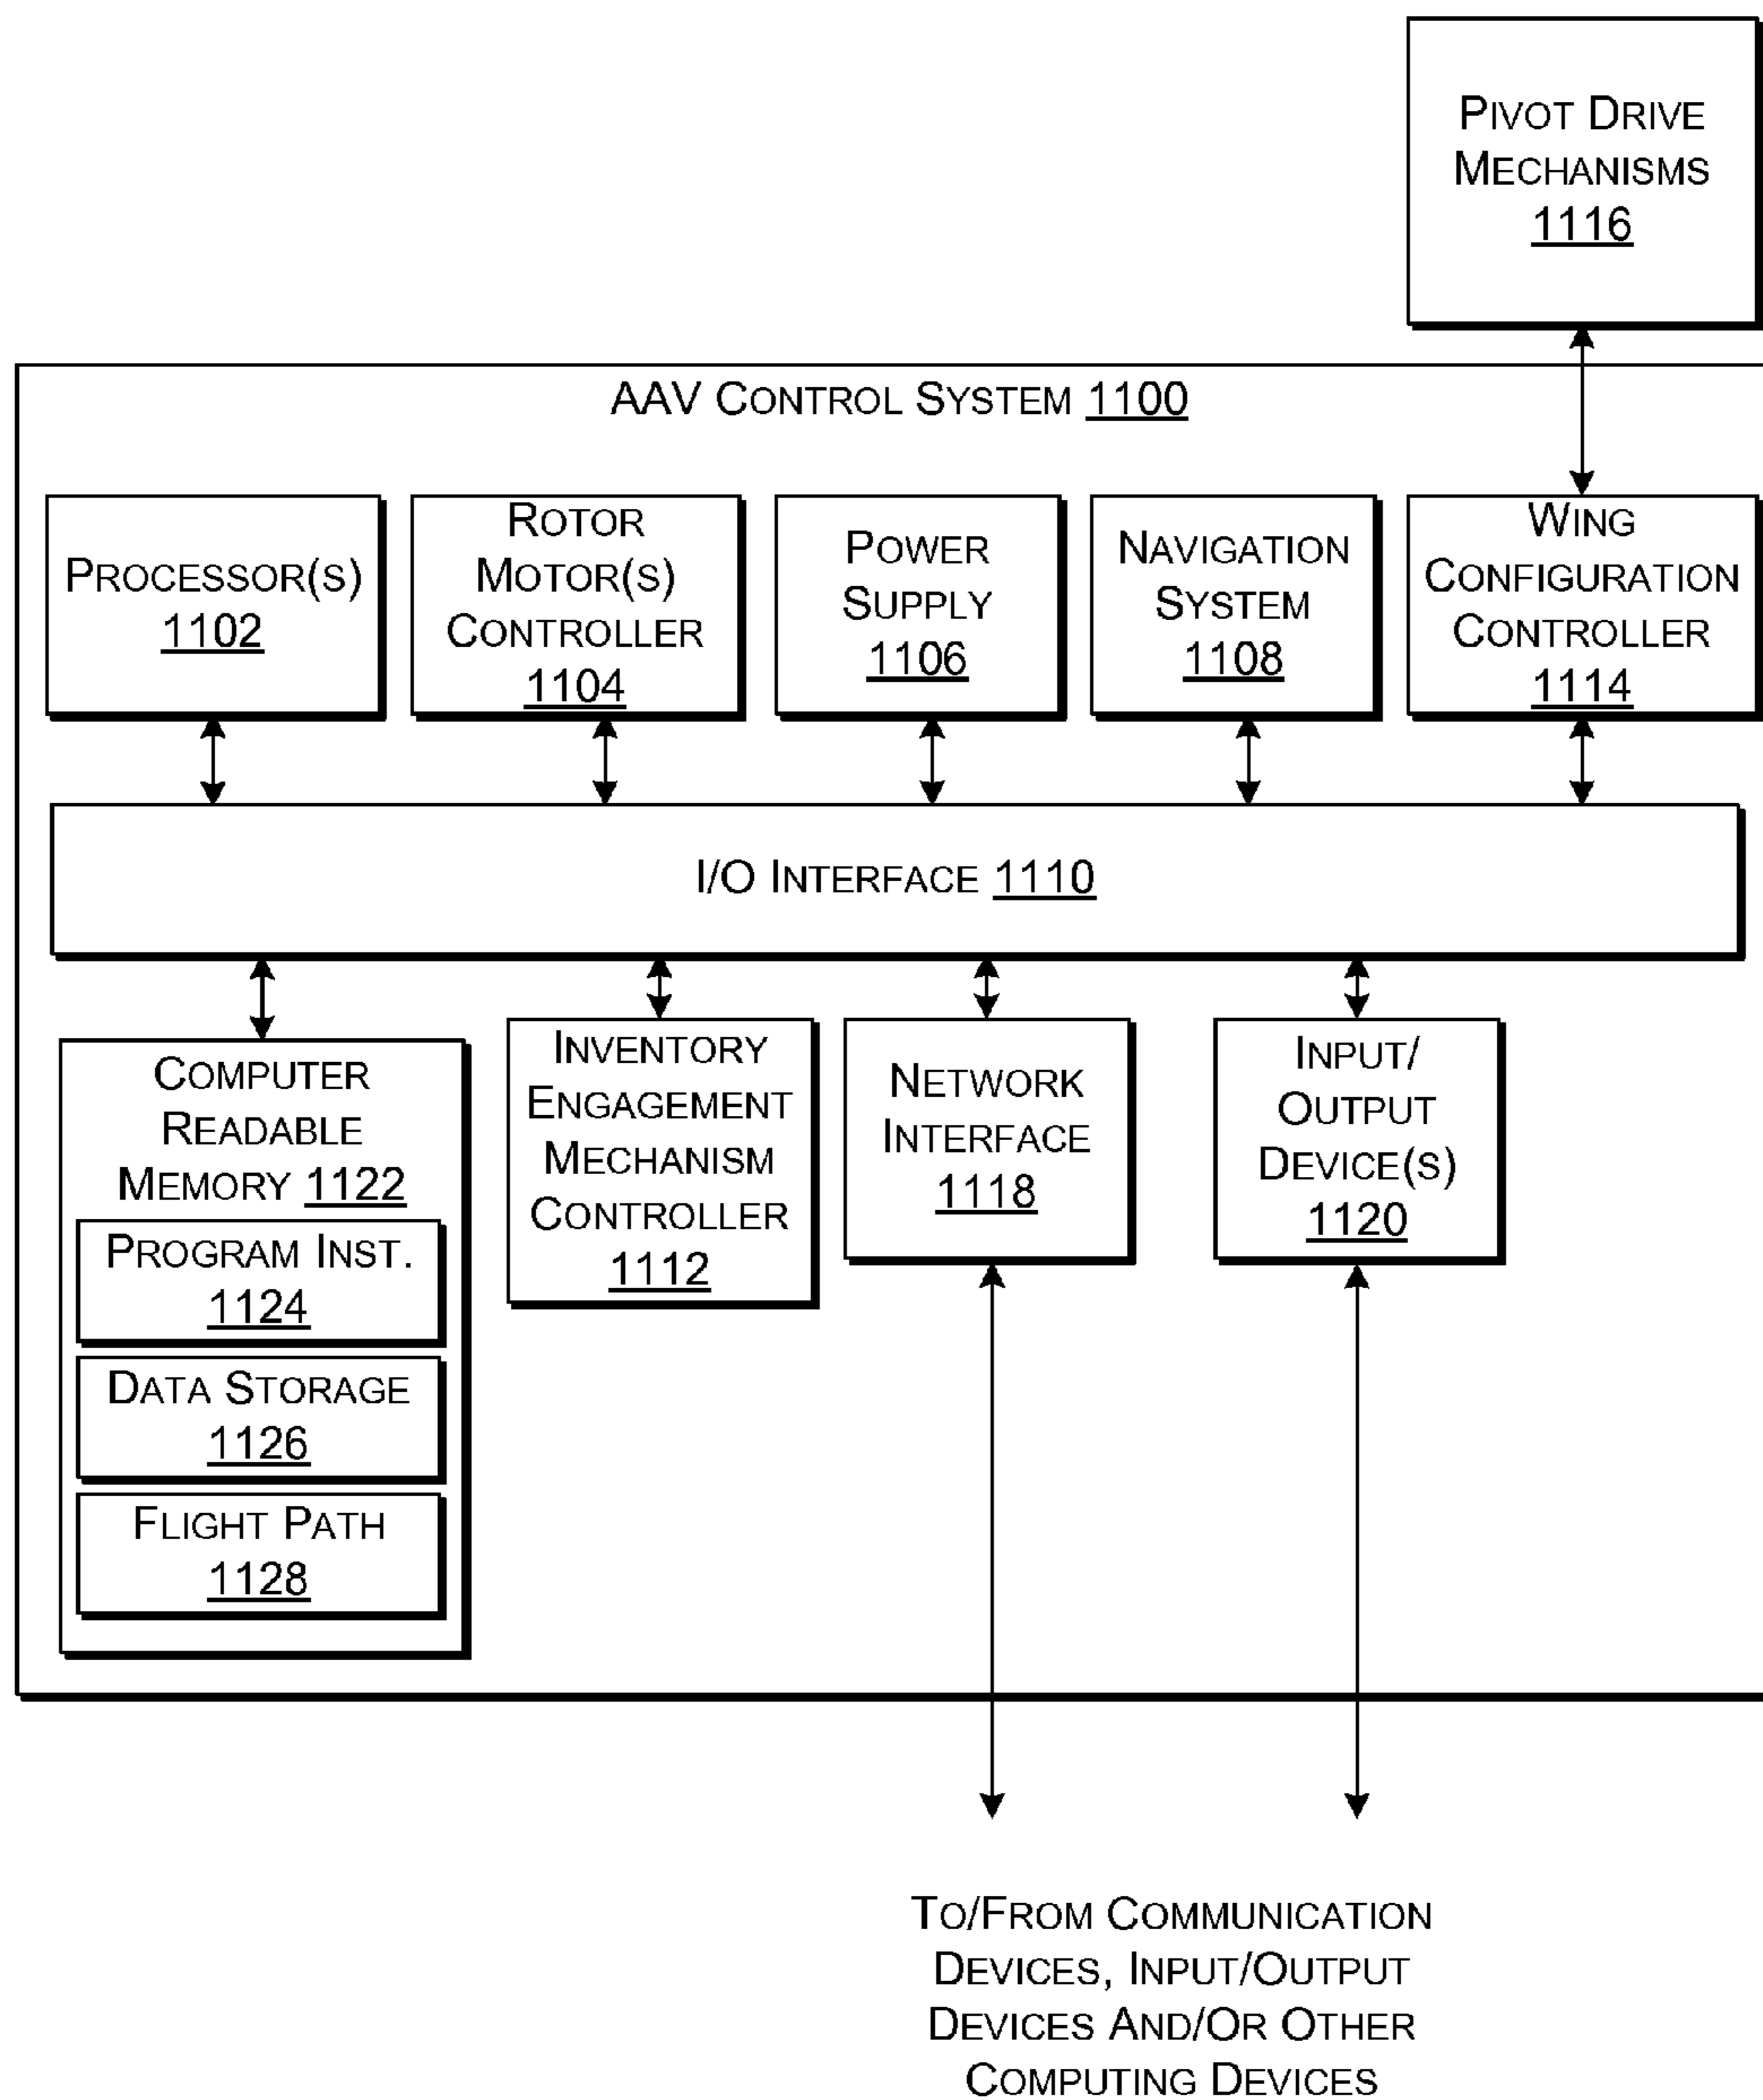 PIVOT DRIVE
MECHANISMS
1116
AAV CONTROL SYSTEM 1100
PROCESSOR(S)
1102
ROTOR
MOTOR(S)
CONTROLLER
1104
POWER
SUPPLY
1106
NAVIGATION
SYSTEM
1108
WING
CONFIGURATION
CONTROLLER
1114
I/O INTERFACE 1110
COMPUTER
READABLE
MEMORY 1122
PROGRAM INST.
1124
DATA STORAGE
1126
FLIGHT PATH
1128
INVENTORY
ENGAGEMENT
MECHANISM
CONTROLLER
1112
NETWORK
INTERFACE
1118
INPUT/
OUTPUT
DEVICE(S)
1120
TO/FROM COMMUNICATION
DEVICES, INPUT/OUTPUT
DEVICES AND/OR OTHER
COMPUTING DEVICES